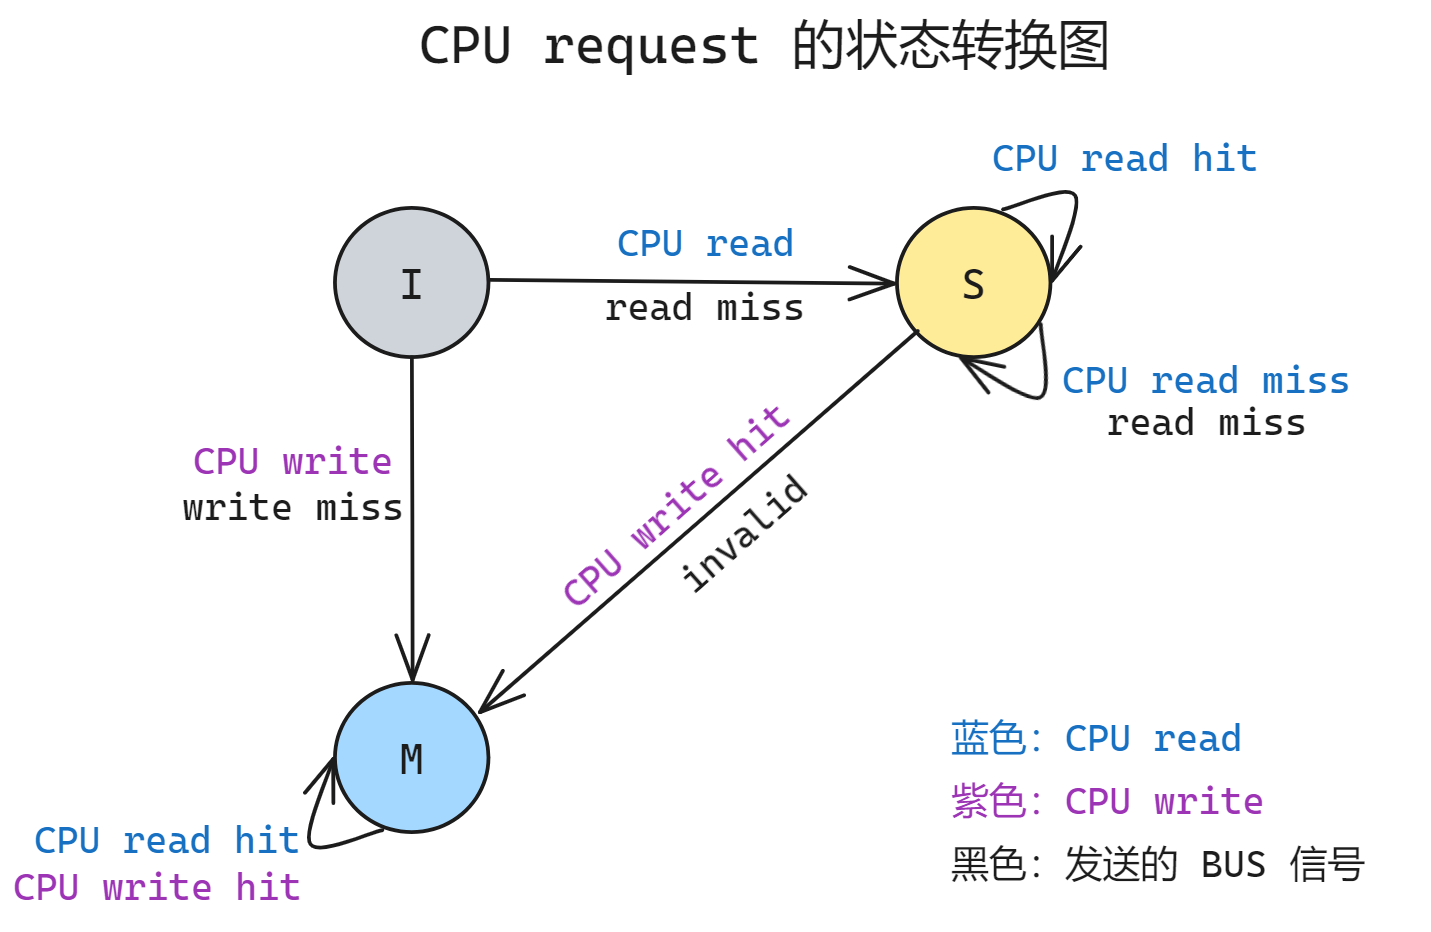 CPU request 的状态转换图
CPU read hit
I
CPU read
read miss
S
CPU read miss
read miss
CPU write
write miss
CPU write hit
invalid
M
CPU read hit
CPU write hit
蓝色：CPU read
紫色：CPU write
黑色：发送的 BUS 信号